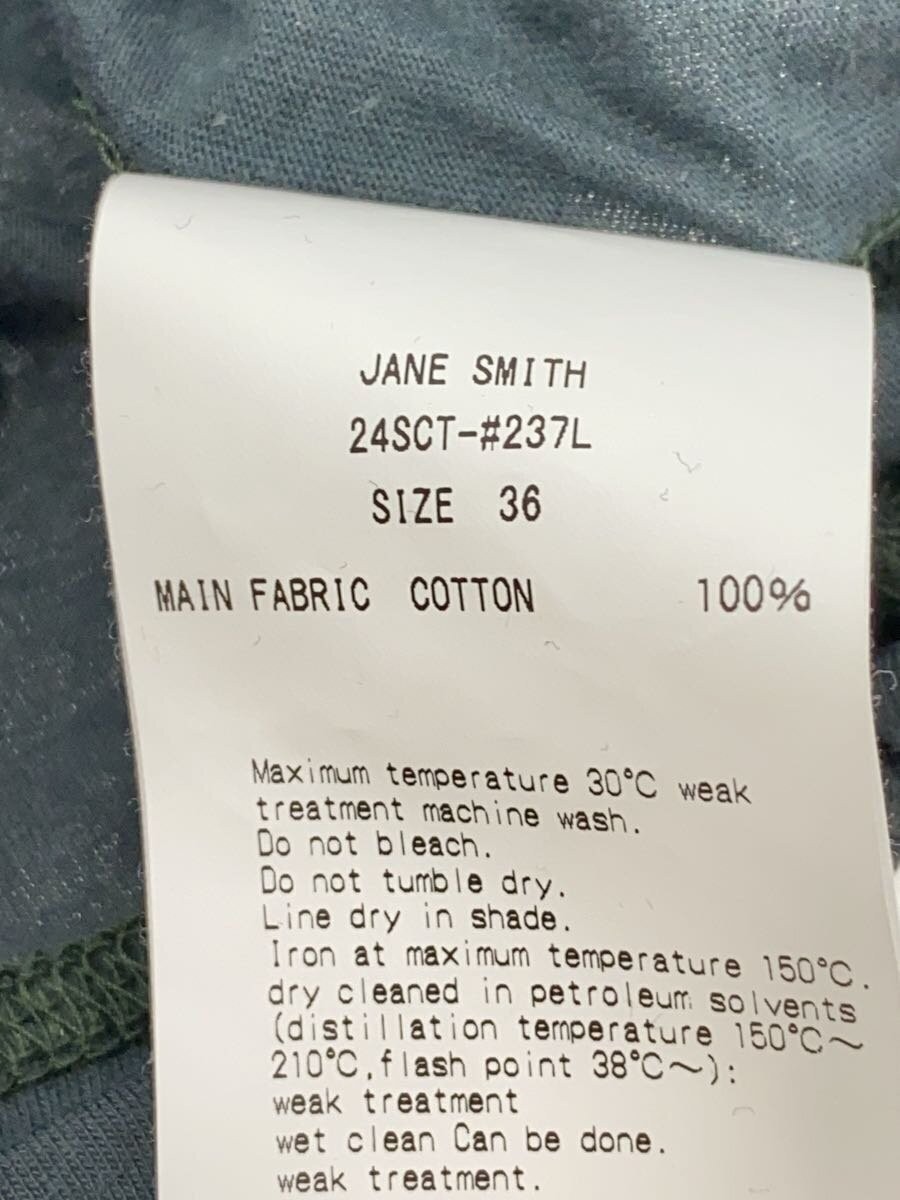 JANE SMITH
24SCT-#237L
SIZE 36
MAIN FABRIC COTTON 100%
Maximum temperature 30°C weak
treatment machine wash.
Do not bleach.
Do not tumble dry.
Line dry in shade.
Iron at maximum temperature 150°C.
dry cleaned in petroleum solvents
(distillation temperature 150°C～
210°C,flash point 38°C～):
weak treatment
wet clean Can be done.
weak treatment.